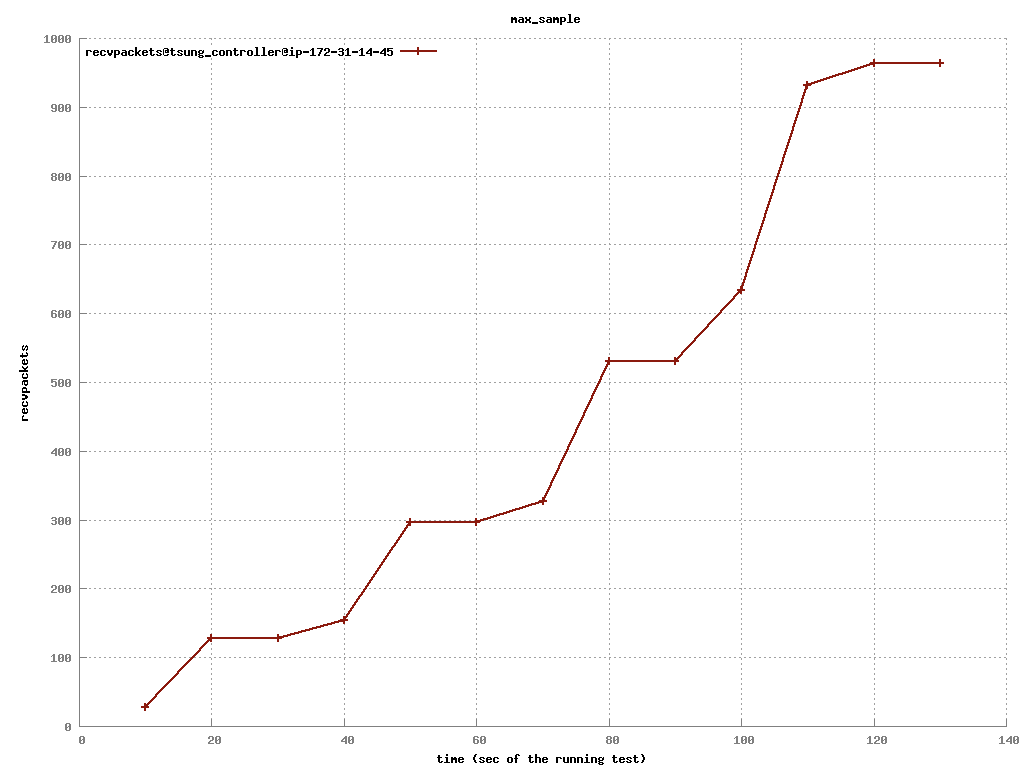 max_sample
recvpackets@tsung_controller@ip-172-31-14-45
1000
900
800
700
600
500
400
300
200
100
0
recvpackets
0 20 40 60 80 100 120 140
time (sec of the running test)